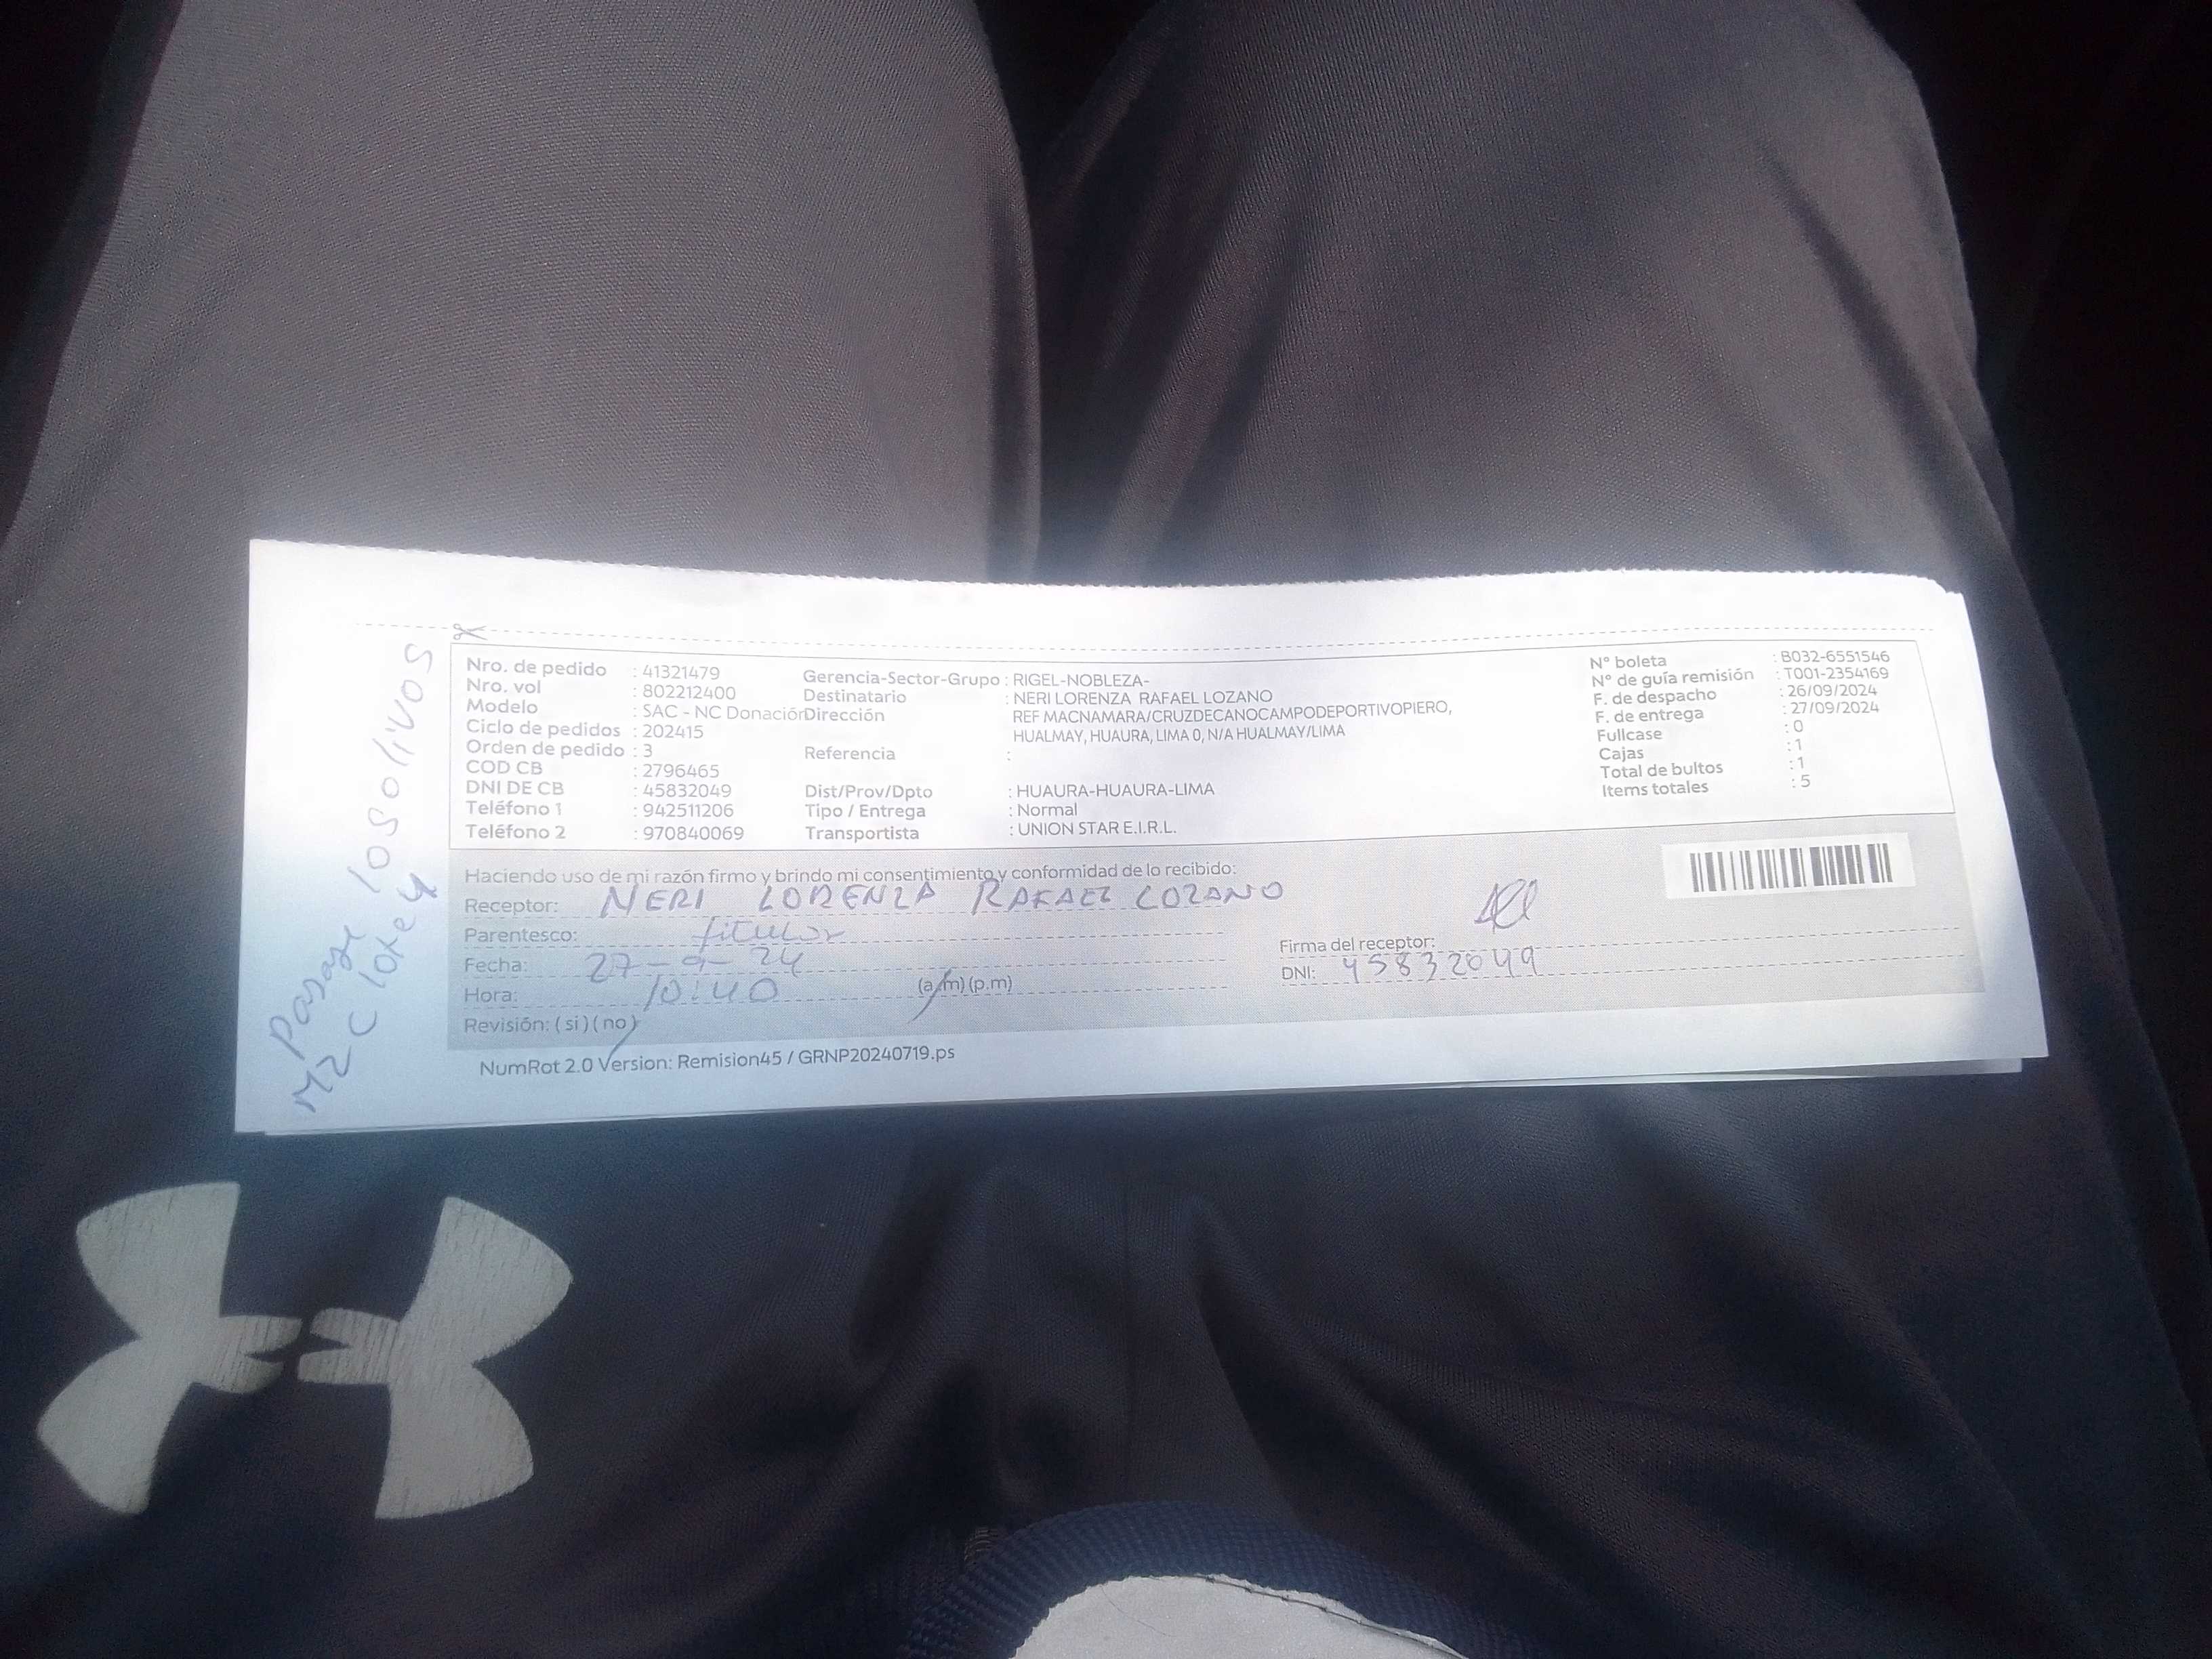 Nro. de pedido : 41321479
Nro. vol : 802212400
Modelo : SAC - NC Donación
Ciclo de pedidos : 202415
Orden de pedido : 3
COD CB : 2796465
DNI DE CB : 45832049
Teléfono 1 : 942511206
Teléfono 2 : 970840069
Gerencia-Sector-Grupo : RIGEL-NOBLEZA-
Destinatario : NERI LORENZA RAFAEL LOZANO
Dirección REF MACNAMARA/CRUZDECANOCAMPODEPORTIVOPIERO,
HUALMAY, HUAURA, LIMA 0, N/A HUALMAY/LIMA
Referencia :
Dist/Prov/Dpto : HUAURA-HUAURA-LIMA
Tipo / Entrega : Normal
Transportista : UNION STAR E.I.R.L.
N° boleta : B032-6551546
N° de guía remisión : T001-2354169
F. de despacho : 26/09/2024
F. de entrega : 27/09/2024
Fullcase : 0
Cajas : 1
Total de bultos : 1
Items totales : 5
Haciendo uso de mi razón firmo y brindo mi consentimiento y conformidad de lo recibido:
Receptor: NERI LORENZA RAFAEL LOZANO
Parentesco: titular
Fecha: 27-9-24
Hora: 10:40 (a.m) (p.m)
Revisión: ( si ) ( no )
Firma del receptor:
DNI: 45832049
NumRot 2.0 Version: Remision45 / GRNP20240719.ps
Pasaje los olivos
Mz C lote 4